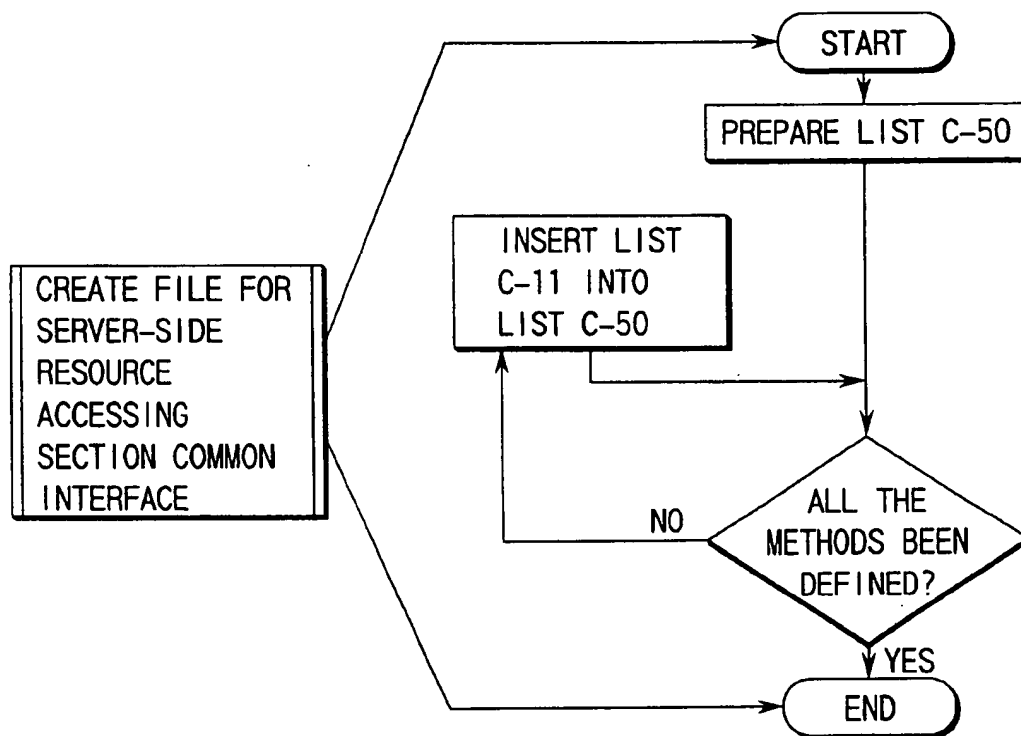 START
PREPARE LIST C-50
INSERT LIST
C-11 INTO
LIST C-50
CREATE FILE FOR
SERVER-SIDE
RESOURCE
ACCESSING
SECTION COMMON
INTERFACE
NO
ALL THE
METHODS BEEN
DEFINED?
YES
END